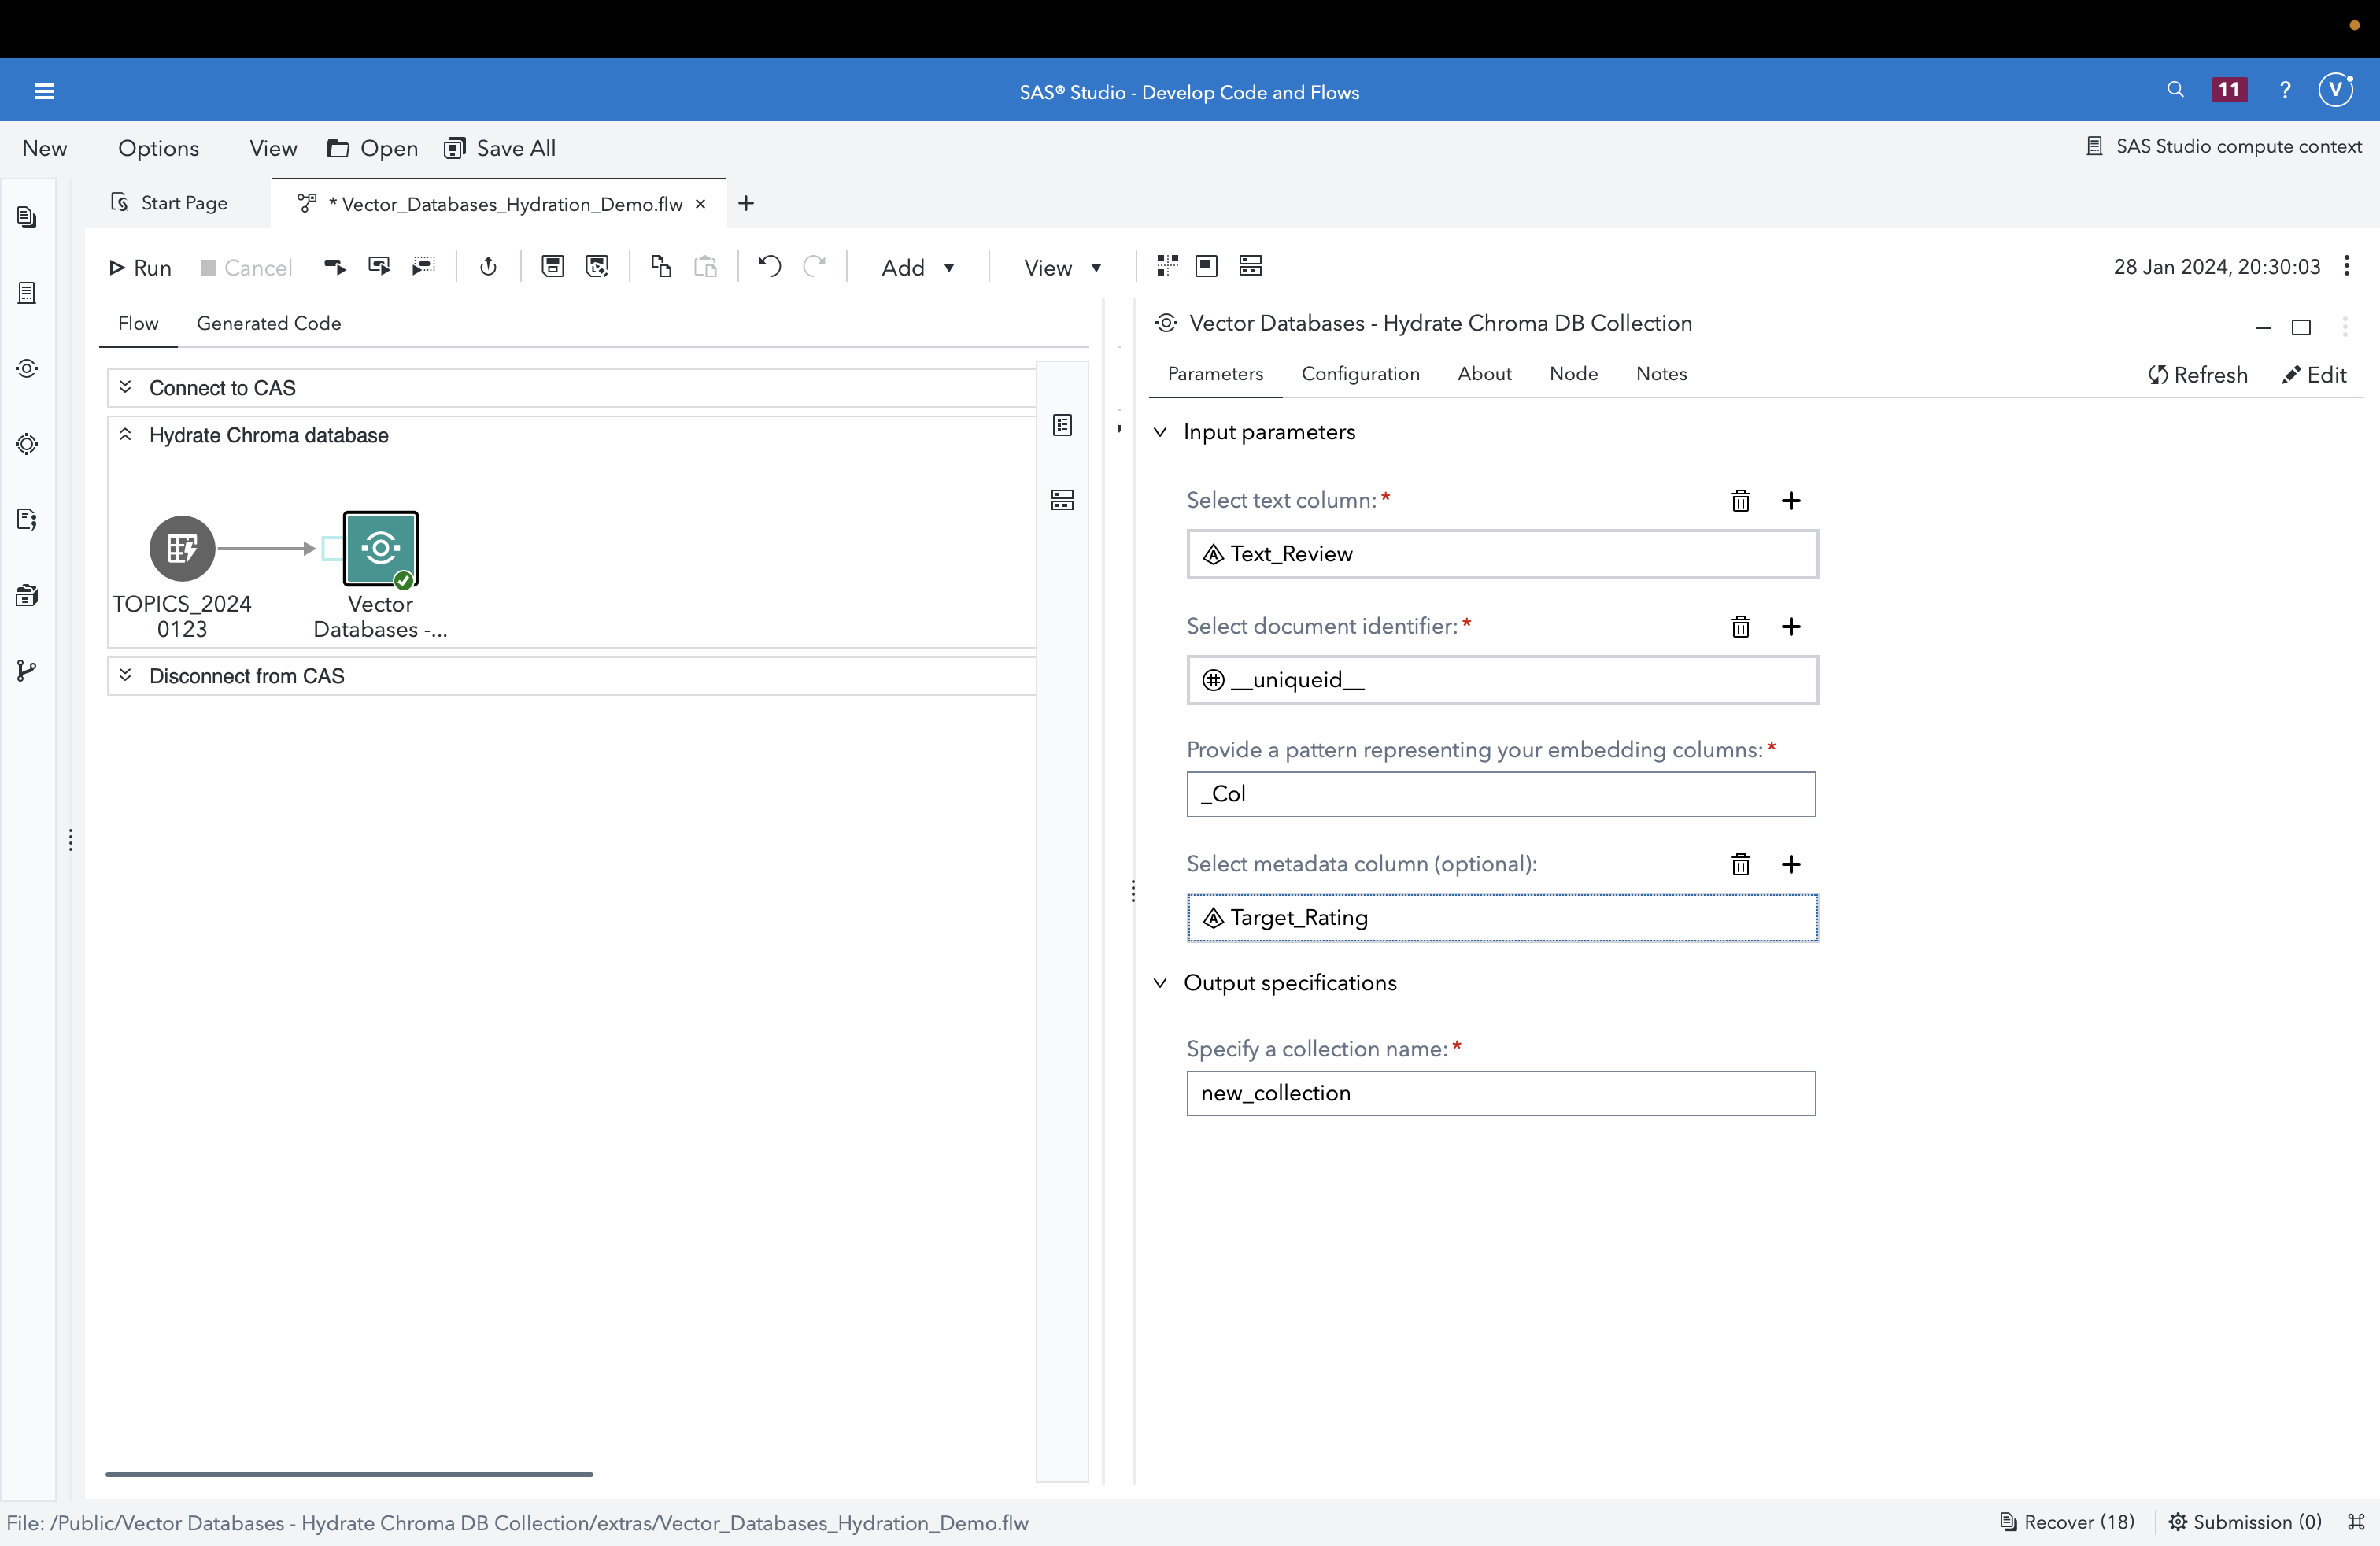 SAS® Studio - Develop Code and Flows
11
?
V
New
Options
View
Open
Save All
SAS Studio compute context
Start Page
* Vector_Databases_Hydration_Demo.flw
Run
Cancel
Add
View
28 Jan 2024, 20:30:03
Flow
Generated Code
Connect to CAS
Hydrate Chroma database
TOPICS_2024
0123
Vector
Databases -...
Disconnect from CAS
Vector Databases - Hydrate Chroma DB Collection
Parameters
Configuration
About
Node
Notes
Refresh
Edit
Input parameters
Select text column:*
Text_Review
Select document identifier:*
__uniqueid__
Provide a pattern representing your embedding columns:*
_Col
Select metadata column (optional):
Target_Rating
Output specifications
Specify a collection name:*
new_collection
File: /Public/Vector Databases - Hydrate Chroma DB Collection/extras/Vector_Databases_Hydration_Demo.flw
Recover (18)
Submission (0)